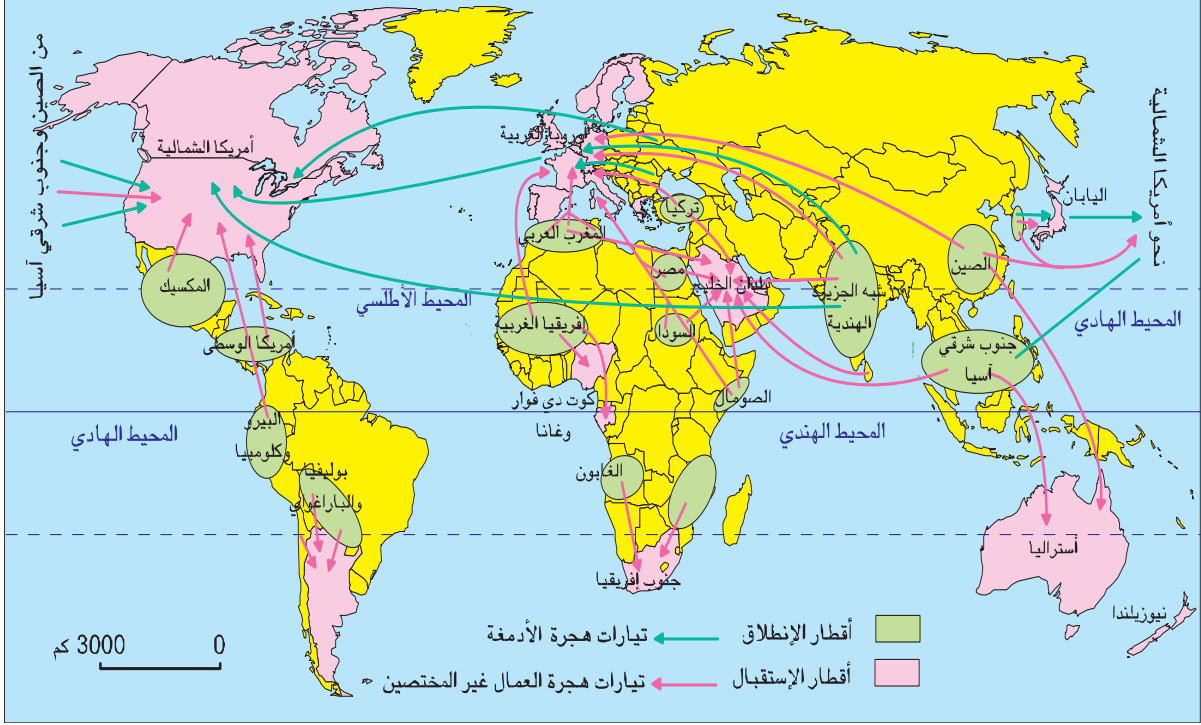 من الصين وجنوب شرقي آسيا
أمريكا الشمالية
أوروبا الغربية
نحو أمريكا الشمالية
اليابان
تركيا
المغرب العربي
مصر
بلدان الخليج
شبه الجزيرة
الهندية
الصين
المكسيك
المحيط الأطلسي
المحيط الهادي
إفريقيا الغربية
السودان
جنوب شرقي
آسيا
أمريكا الوسطى
الصومال
كوت دي فوار
وغانا
البيرو
وكلومبيا
المحيط الهادي
المحيط الهندي
بوليفيا
والباراغواي
الغابون
أستراليا
جنوب إفريقيا
نيوزيلندا
أقطار الإنطلاق
تيارات هجرة الأدمغة
أقطار الإستقبال
تيارات هجرة العمال غير المختصين
0 3000 كم